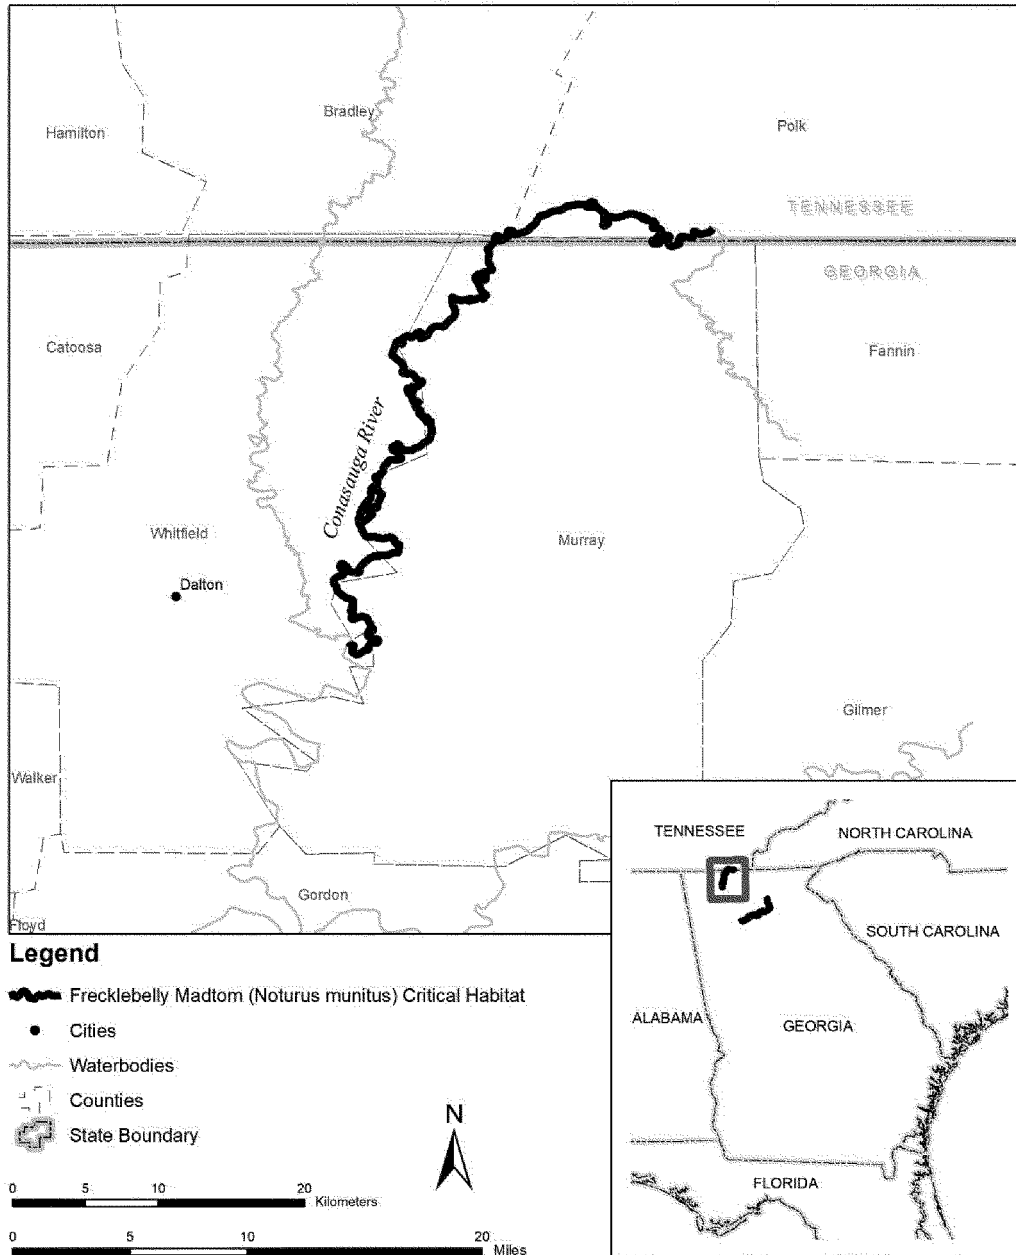 Bradley
Hamilton
Polk
TENNESSEE
GEORGIA
Catoosa
Fannin
Conasauga River
Whitfield
Murray
Dalton
Gilmer
Walker
Gordon
Floyd
TENNESSEE
NORTH CAROLINA
SOUTH CAROLINA
ALABAMA
GEORGIA
FLORIDA
Legend
Frecklebelly Madtom (Noturus munitus) Critical Habitat
Cities
Waterbodies
Counties
State Boundary
N
0 5 10 20
Kilometers
0 5 10 20
Miles